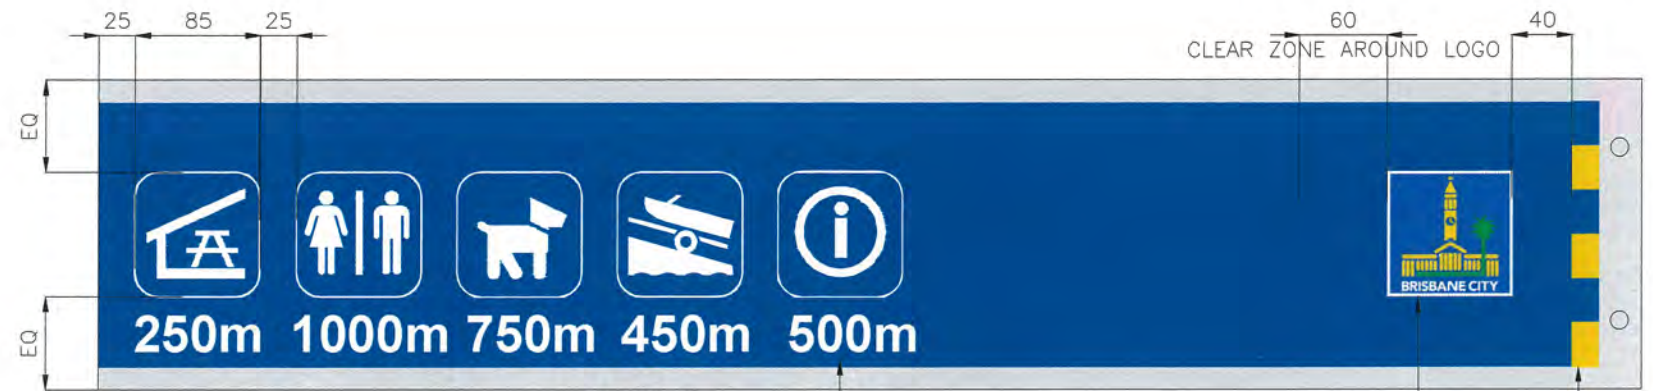 25 85 25 60 40
CLEAR ZONE AROUND LOGO
EQ
i
BRISBANE CITY
EQ
250m 1000m 750m 450m 500m